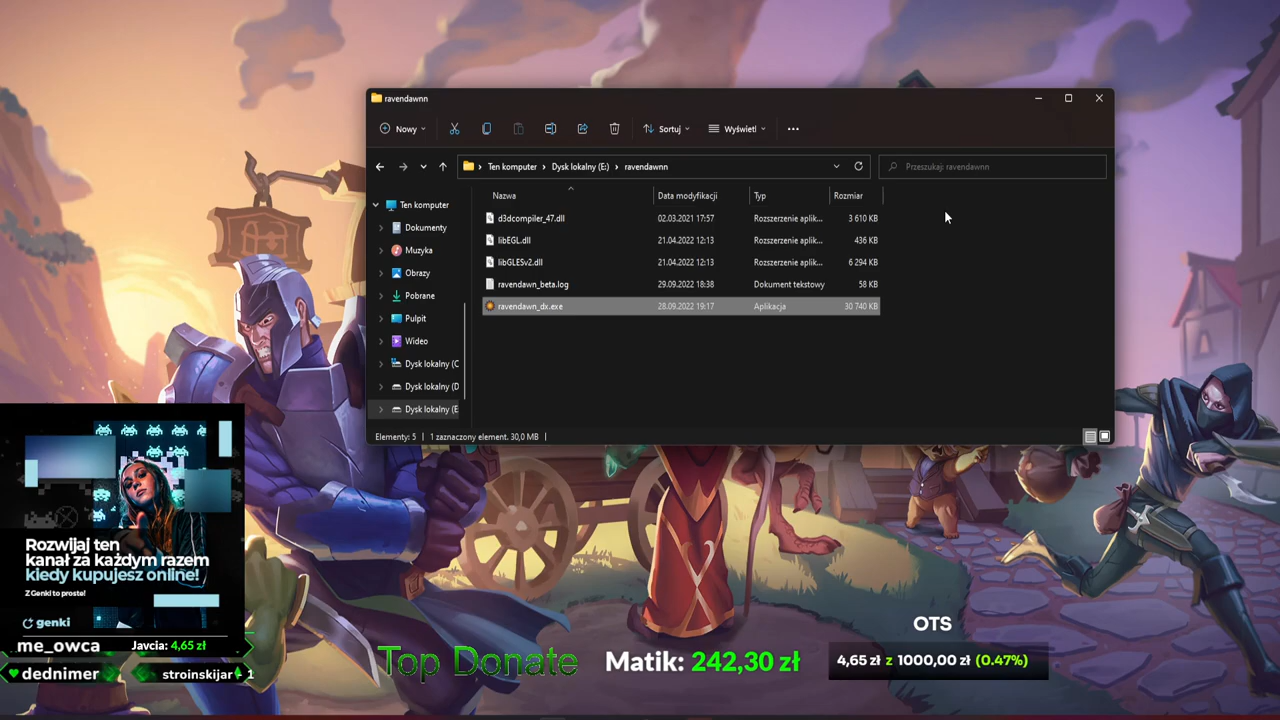 ravendawnn
Nowy
Sortuj
Wyświetl
Ten komputer > Dysk lokalny (E:) > ravendawnn
Przeszukaj: ravendawnn
Nazwa Data modyfikacji Typ Rozmiar
d3dcompiler_47.dll 02.03.2021 17:57 Rozszerzenie aplik... 3 610 KB
libEGL.dll 21.04.2022 12:13 Rozszerzenie aplik... 436 KB
libGLESv2.dll 21.04.2022 12:13 Rozszerzenie aplik... 6 294 KB
ravendawn_beta.log 29.09.2022 18:38 Dokument tekstowy 58 KB
ravendawn_dx.exe 28.09.2022 19:17 Aplikacja 30 740 KB
Ten komputer
Dokumenty
Muzyka
Obrazy
Pobrane
Pulpit
Wideo
Dysk lokalny (C
Dysk lokalny (D
Dysk lokalny (E
Elementy: 5 | 1 zaznaczony element. 30,0 MB |
Rozwijaj ten
kanał za każdym razem
kiedy kupujesz online!
Z Genki to proste!
genki
me_owca Javcia: 4,65 zł
dednimer stroinskijar - 1
Top Donate Matik: 242,30 zł
OTS
4,65 zł z 1000,00 zł (0.47%)